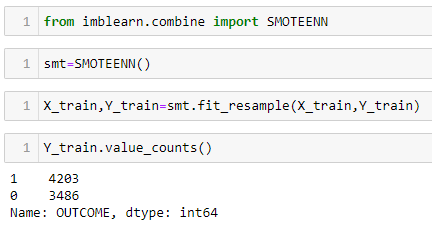 1 from imblearn.combine import SMOTEENN
1 smt=SMOTEENN()
1 X_train,Y_train=smt.fit_resample(X_train,Y_train)
1 Y_train.value_counts()
1    4203
0    3486
Name: OUTCOME, dtype: int64